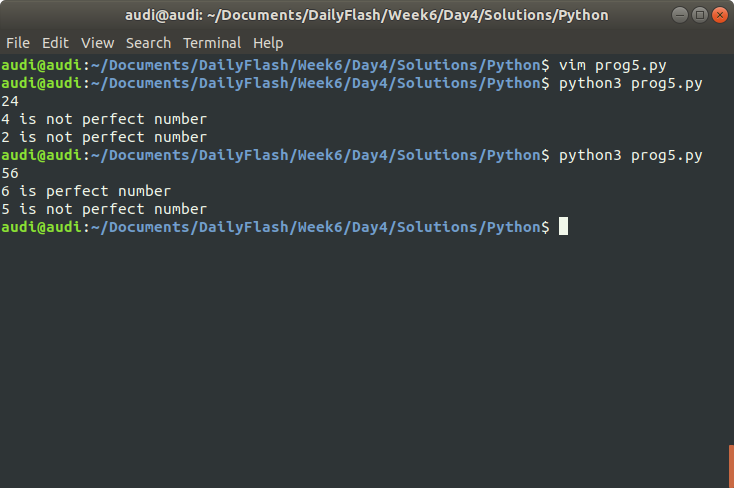 audi@audi: ~/Documents/DailyFlash/Week6/Day4/Solutions/Python
File Edit View Search Terminal Help
audi@audi:~/Documents/DailyFlash/Week6/Day4/Solutions/Python$ vim prog5.py
audi@audi:~/Documents/DailyFlash/Week6/Day4/Solutions/Python$ python3 prog5.py
24
4 is not perfect number
2 is not perfect number
audi@audi:~/Documents/DailyFlash/Week6/Day4/Solutions/Python$ python3 prog5.py
56
6 is perfect number
5 is not perfect number
audi@audi:~/Documents/DailyFlash/Week6/Day4/Solutions/Python$